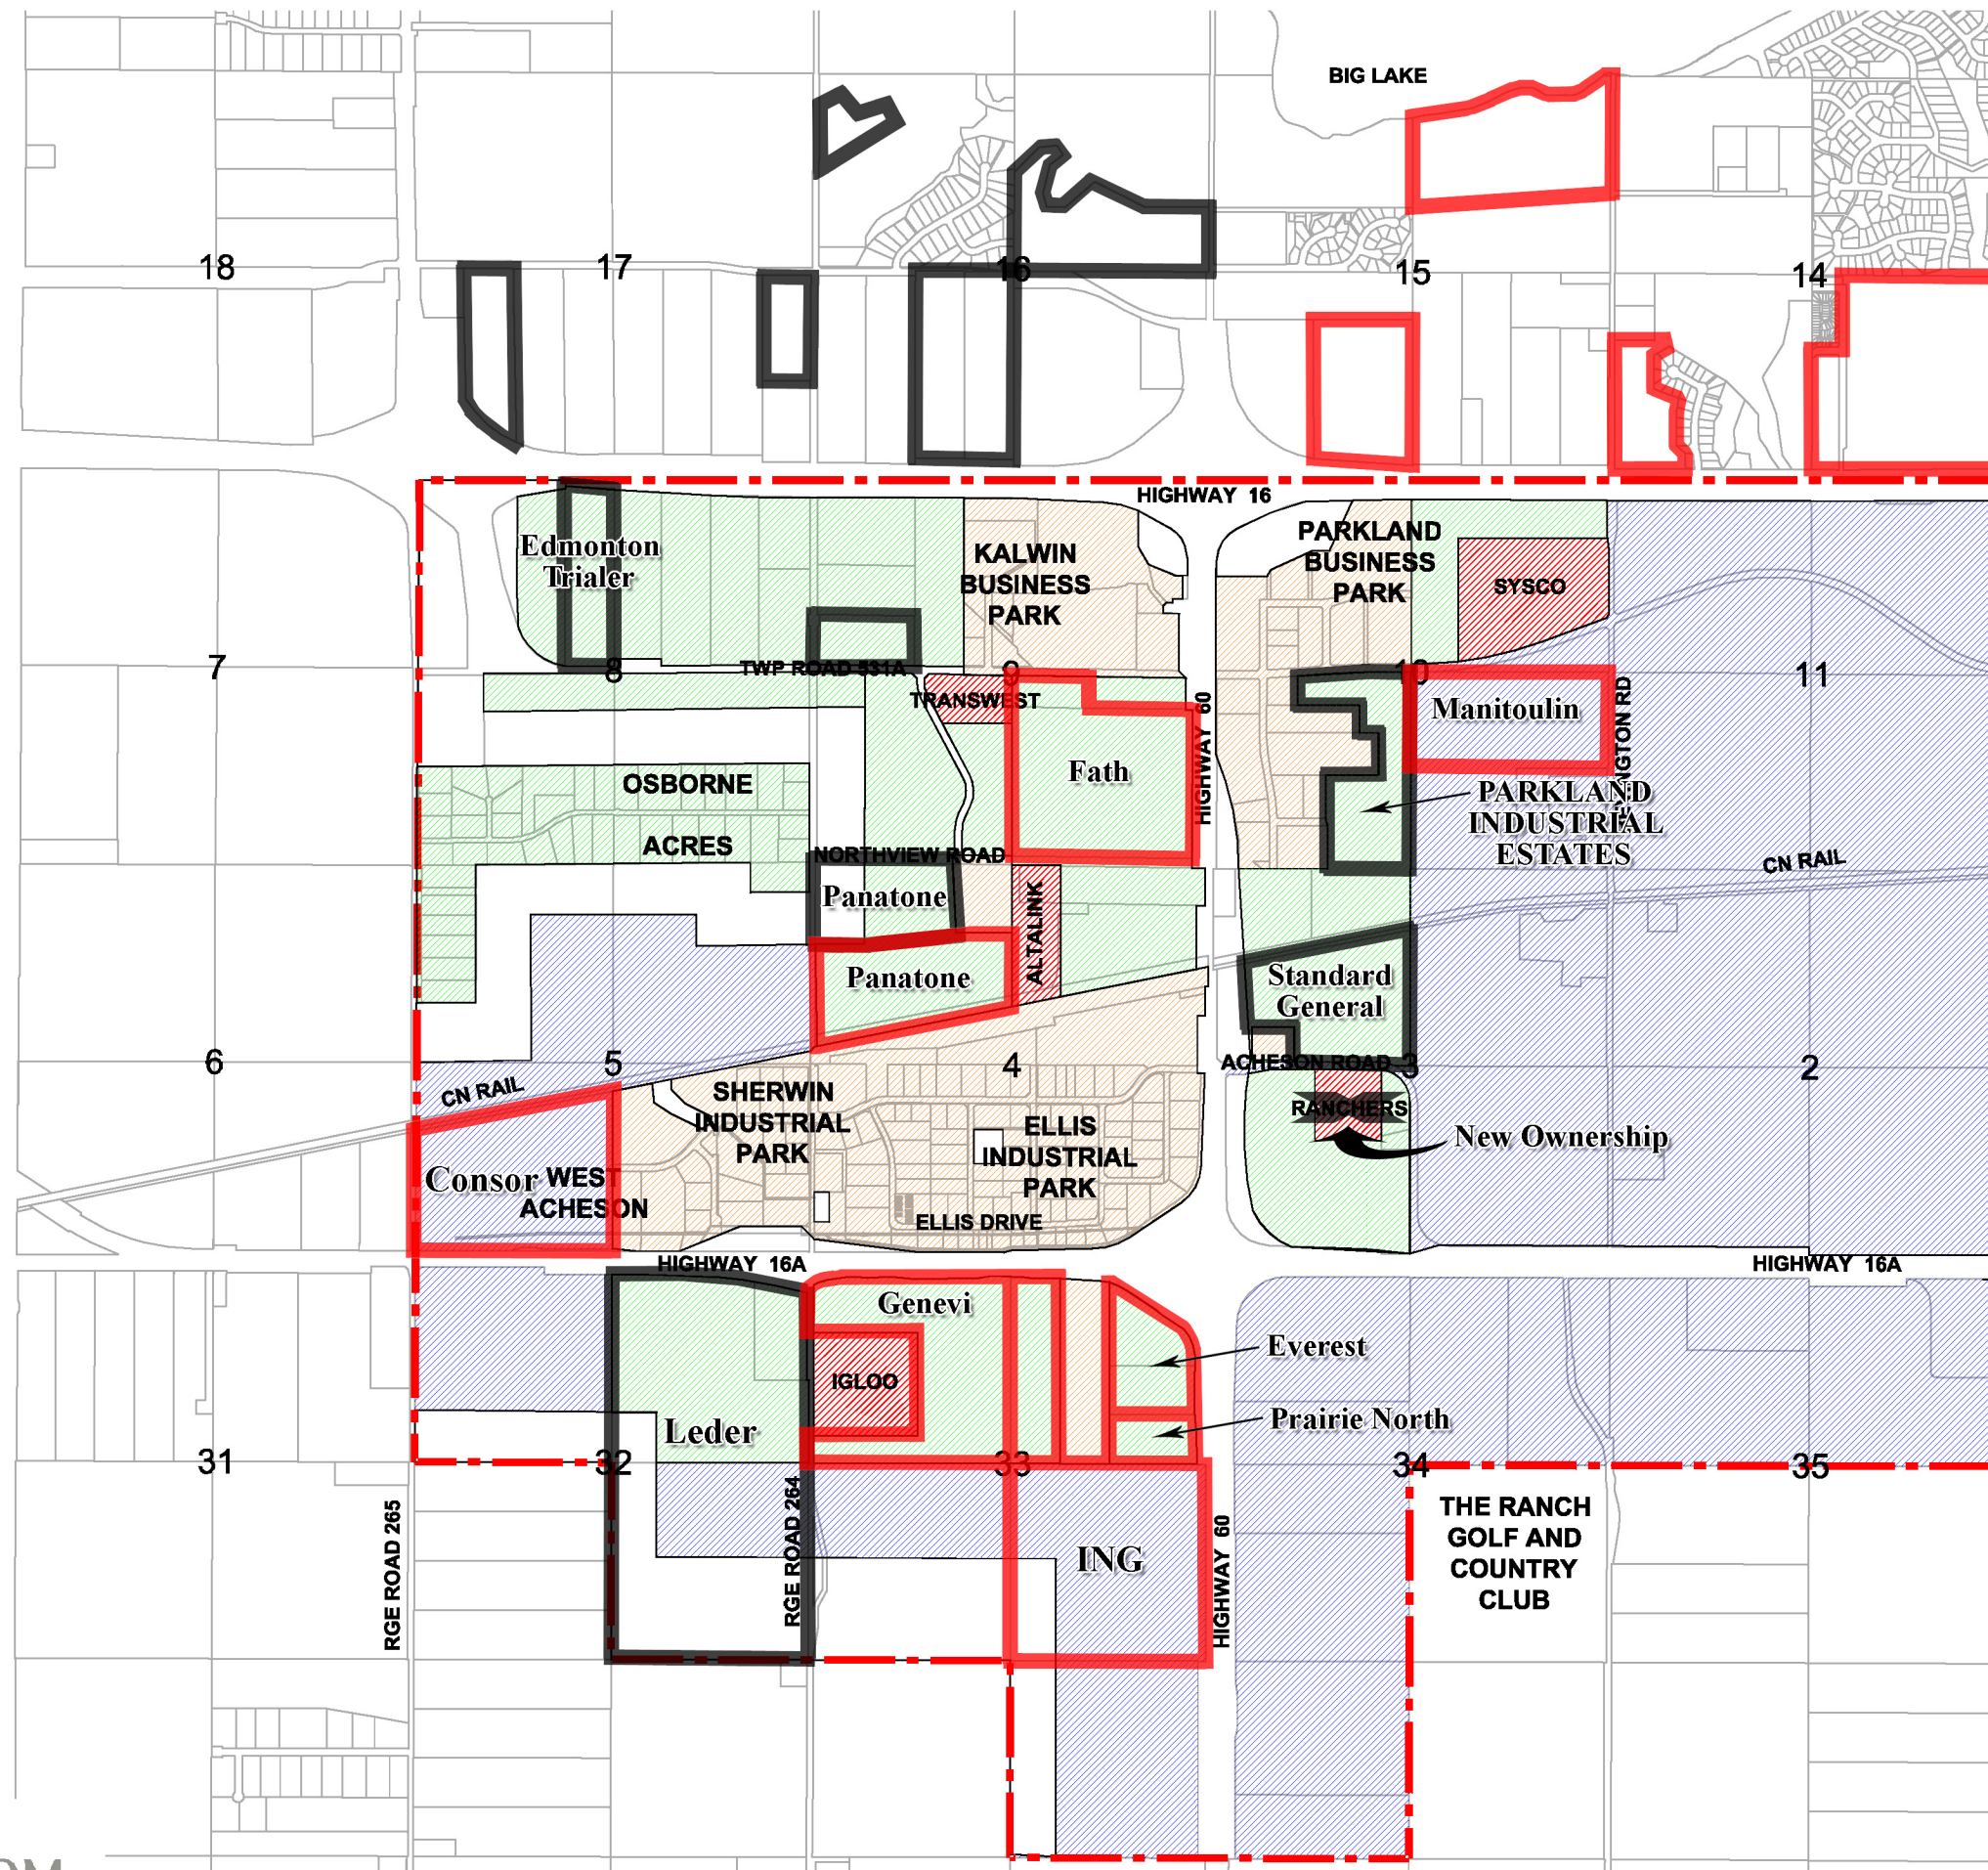 BIG LAKE
18
17
16
15
14
HIGHWAY 16
Edmonton
Trialer
KALWIN
BUSINESS
PARK
PARKLAND
BUSINESS
PARK
SYSCO
7
8
TWP ROAD 531A
9
10
11
TRANSWEST
Manitoulin
HIGHWAY 60
Fath
OSBORNE
ACRES
PARKLAND
INDUSTRIAL
ESTATES
NORTHVIEW ROAD
CN RAIL
Panatone
ALTALINK
Panatone
Standard
General
6
5
4
ACHESON ROAD
3
2
CN RAIL
SHERWIN
INDUSTRIAL
PARK
RANCHERS
ELLIS
INDUSTRIAL
PARK
New Ownership
Consor
WEST
ACHESON
ELLIS DRIVE
HIGHWAY 16A
HIGHWAY 16A
Genevi
Everest
IGLOO
Leder
Prairie North
31
32
33
34
35
RGE ROAD 265
RGE ROAD 264
ING
HIGHWAY 60
THE RANCH
GOLF AND
COUNTRY
CLUB